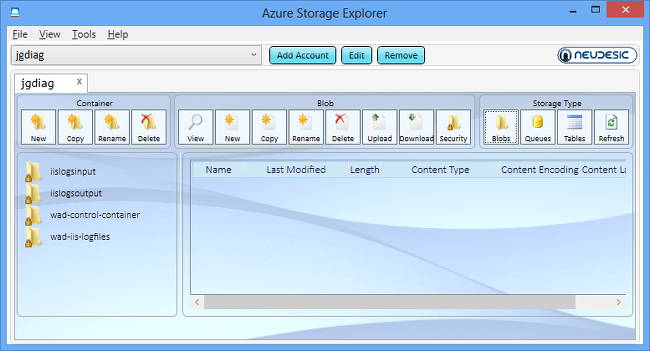 Azure Storage Explorer
File View Tools Help
jgdiag Add Account Edit Remove NEUDESIC
jgdiag x
Container Blob Storage Type
New Copy Rename Delete View New Copy Rename Delete Upload Download Security Blobs Queues Tables Refresh
iislogsinput
iislogsoutput
wad-control-container
wad-iis-logfiles
Name Last Modified Length Content Type Content Encoding Content La